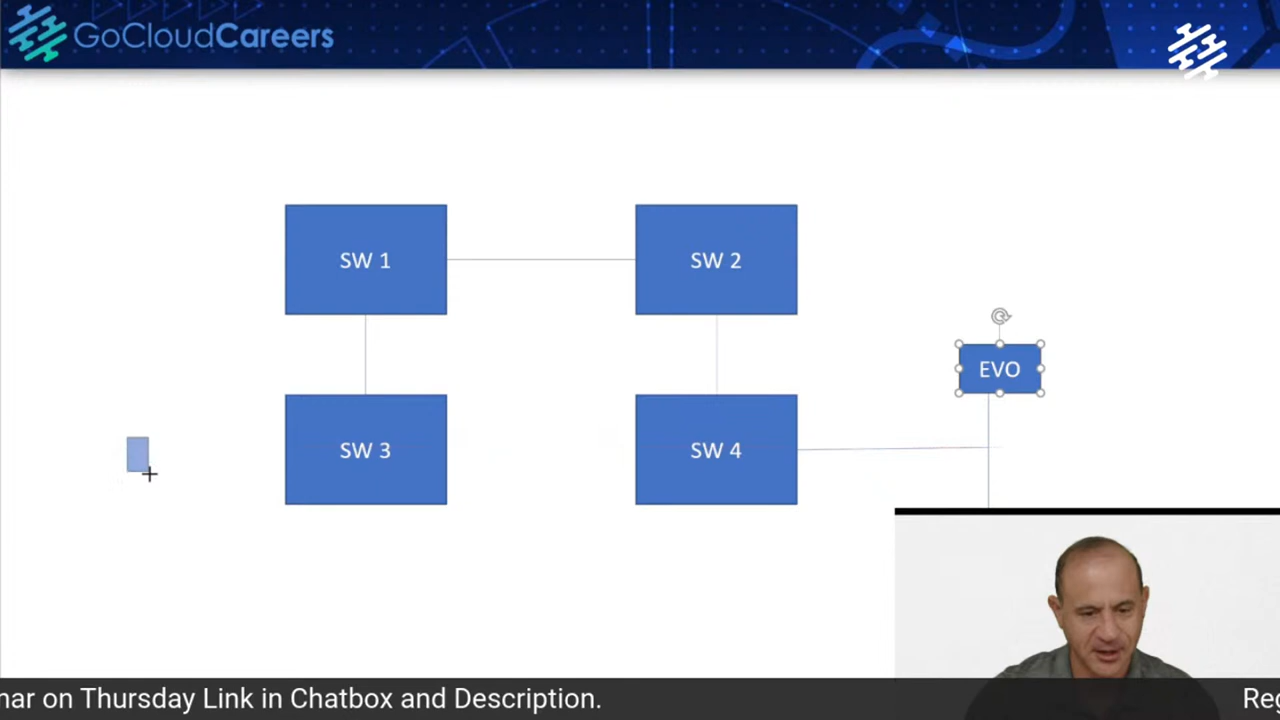 GoCloudCareers
SW 1
SW 2
EVO
SW 3
SW 4
nar on Thursday Link in Chatbox and Description.
Reg